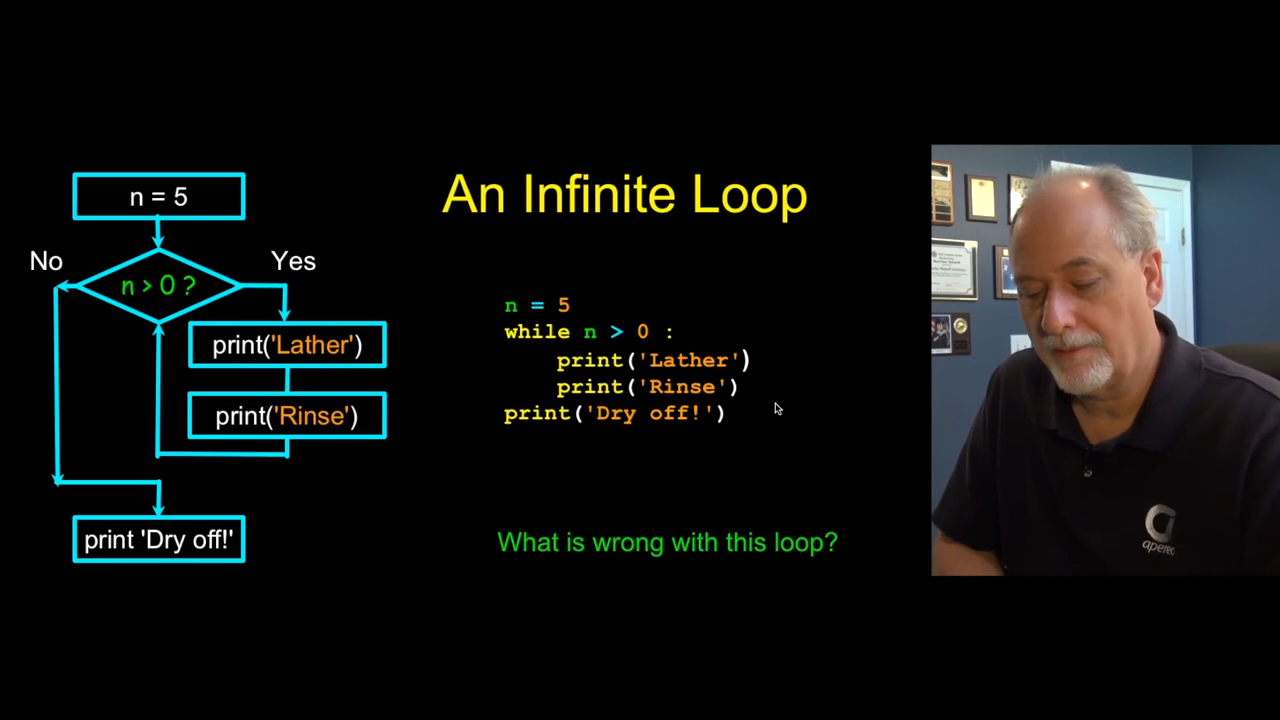 An Infinite Loop
n = 5
No
Yes
n > 0 ?
print('Lather')
print('Rinse')
print 'Dry off!'
n = 5
while n > 0 :
    print('Lather')
    print('Rinse')
print('Dry off!')
What is wrong with this loop?